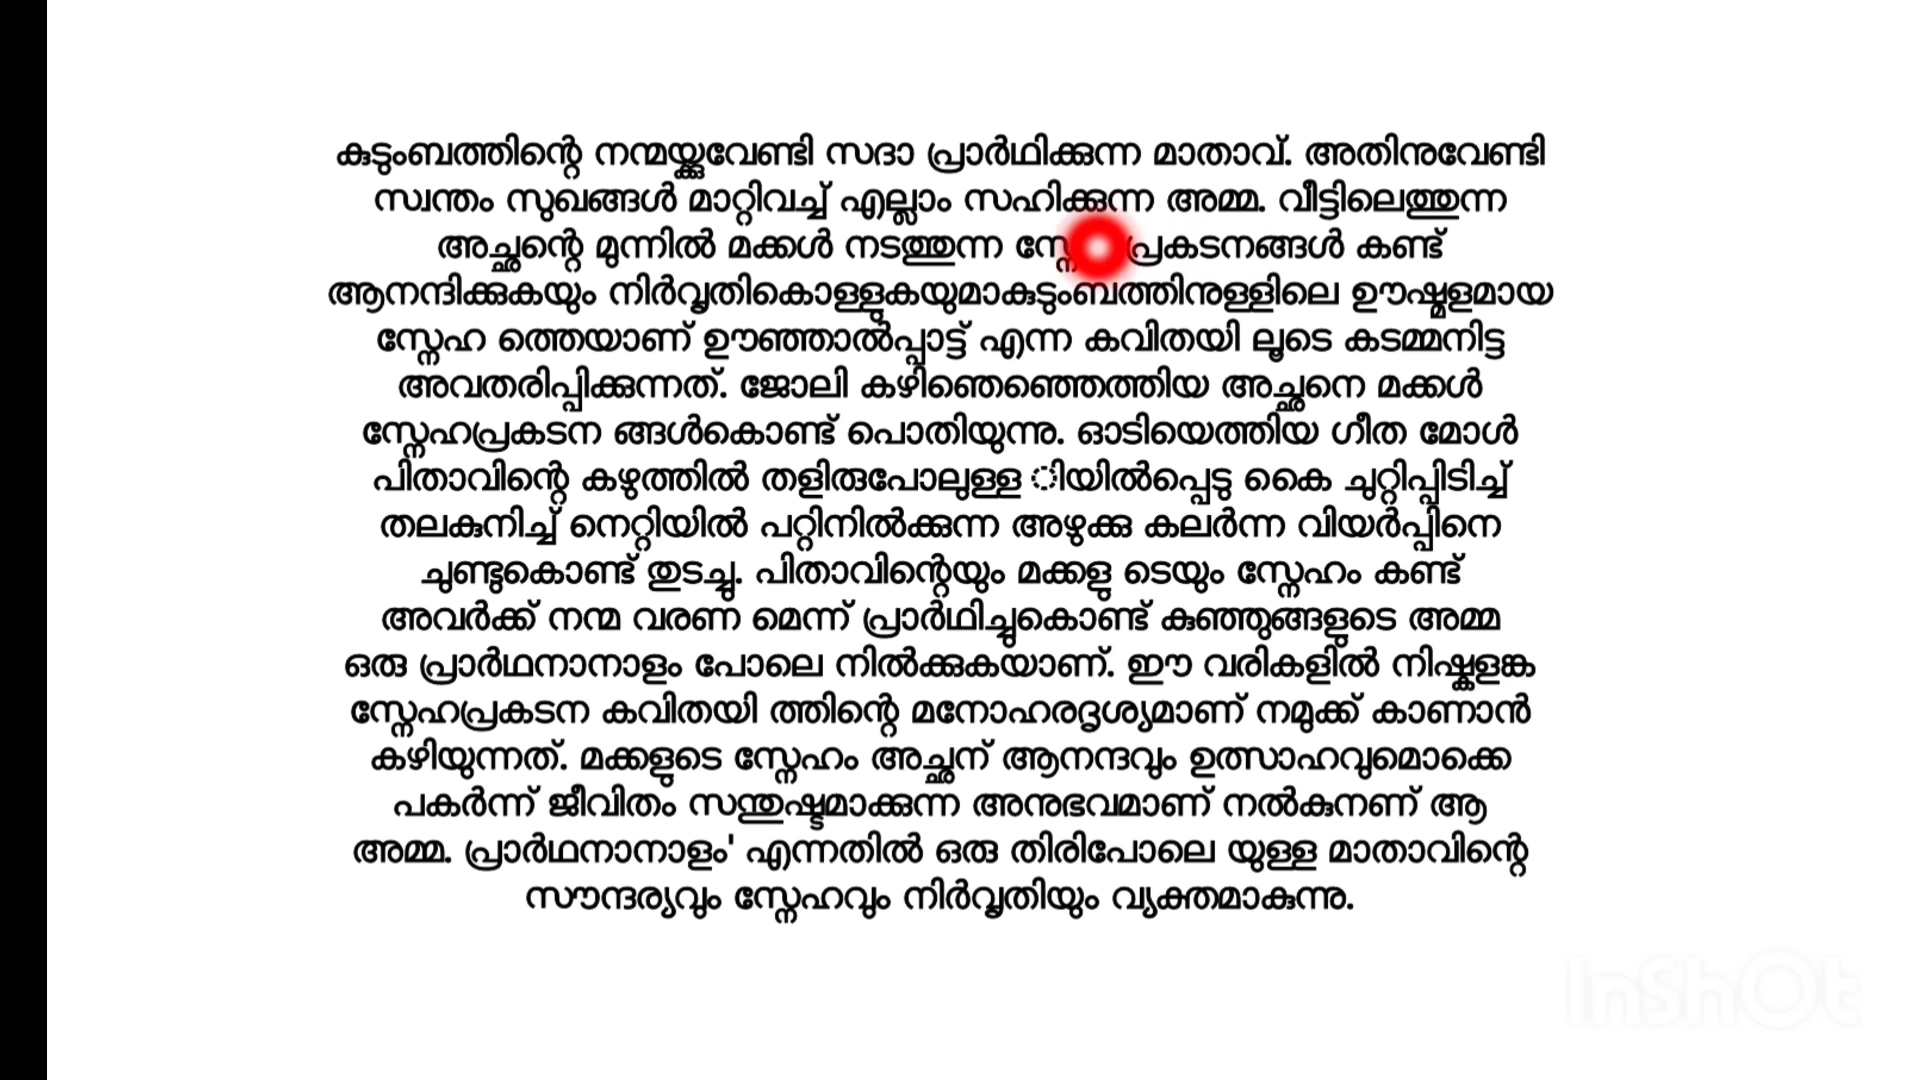 കുടുംബത്തിന്റെ നന്മയ്ക്കുവേണ്ടി സദാ പ്രാർഥിക്കുന്ന മാതാവ്. അതിനുവേണ്ടി
സ്വന്തം സുഖങ്ങൾ മാറ്റിവച്ച് എല്ലാം സഹിക്കുന്ന അമ്മ. വീട്ടിലെത്തുന്ന
അച്ഛന്റെ മുന്നിൽ മക്കൾ നടത്തുന്ന പ്രകടനങ്ങൾ കണ്ട്
ആനന്ദിക്കുകയും നിർവൃതികൊള്ളുകയുമാകുടുംബത്തിനുള്ളിലെ ഊഷ്മളമായ
സ്നേഹ ത്തെയാണ് ഊഞ്ഞാൽപ്പാട്ട് എന്ന കവിതയി ലൂടെ കടമ്മനിട്ട
അവതരിപ്പിക്കുന്നത്. ജോലി കഴിഞ്ഞെഞ്ഞെത്തിയ അച്ഛനെ മക്കൾ
സ്നേഹപ്രകടന ങ്ങൾകൊണ്ട് പൊതിയുന്നു. ഓടിയെത്തിയ ഗീത മോൾ
പിതാവിന്റെ കഴുത്തിൽ തളിരുപോലുള്ള ിയിൽപ്പെടു കൈ ചുറ്റിപ്പിടിച്ച്
തലകുനിച്ച് നെറ്റിയിൽ പറ്റിനിൽക്കുന്ന അഴുക്കു കലർന്ന വിയർപ്പിനെ
ചുണ്ടുകൊണ്ട് തുടച്ചു. പിതാവിന്റെയും മക്കളു ടെയും സ്നേഹം കണ്ട്
അവർക്ക് നന്മ വരണ മെന്ന് പ്രാർഥിച്ചുകൊണ്ട് കുഞ്ഞുങ്ങളുടെ അമ്മ
ഒരു പ്രാർഥനാനാളം പോലെ നിൽക്കുകയാണ്. ഈ വരികളിൽ നിഷ്കളങ്ക
സ്നേഹപ്രകടന കവിതയി ത്തിന്റെ മനോഹരദൃശ്യമാണ് നമുക്ക് കാണാൻ
കഴിയുന്നത്. മക്കളുടെ സ്നേഹം അച്ഛന് ആനന്ദവും ഉത്സാഹവുമൊക്കെ
പകർന്ന് ജീവിതം സന്തുഷ്ടമാക്കുന്ന അനുഭവമാണ് നൽകുനണ് ആ
അമ്മ. പ്രാർഥനാനാളം' എന്നതിൽ ഒരു തിരിപോലെ യുള്ള മാതാവിന്റെ
സൗന്ദര്യവും സ്നേഹവും നിർവൃതിയും വ്യക്തമാകുന്നു.
InShOt